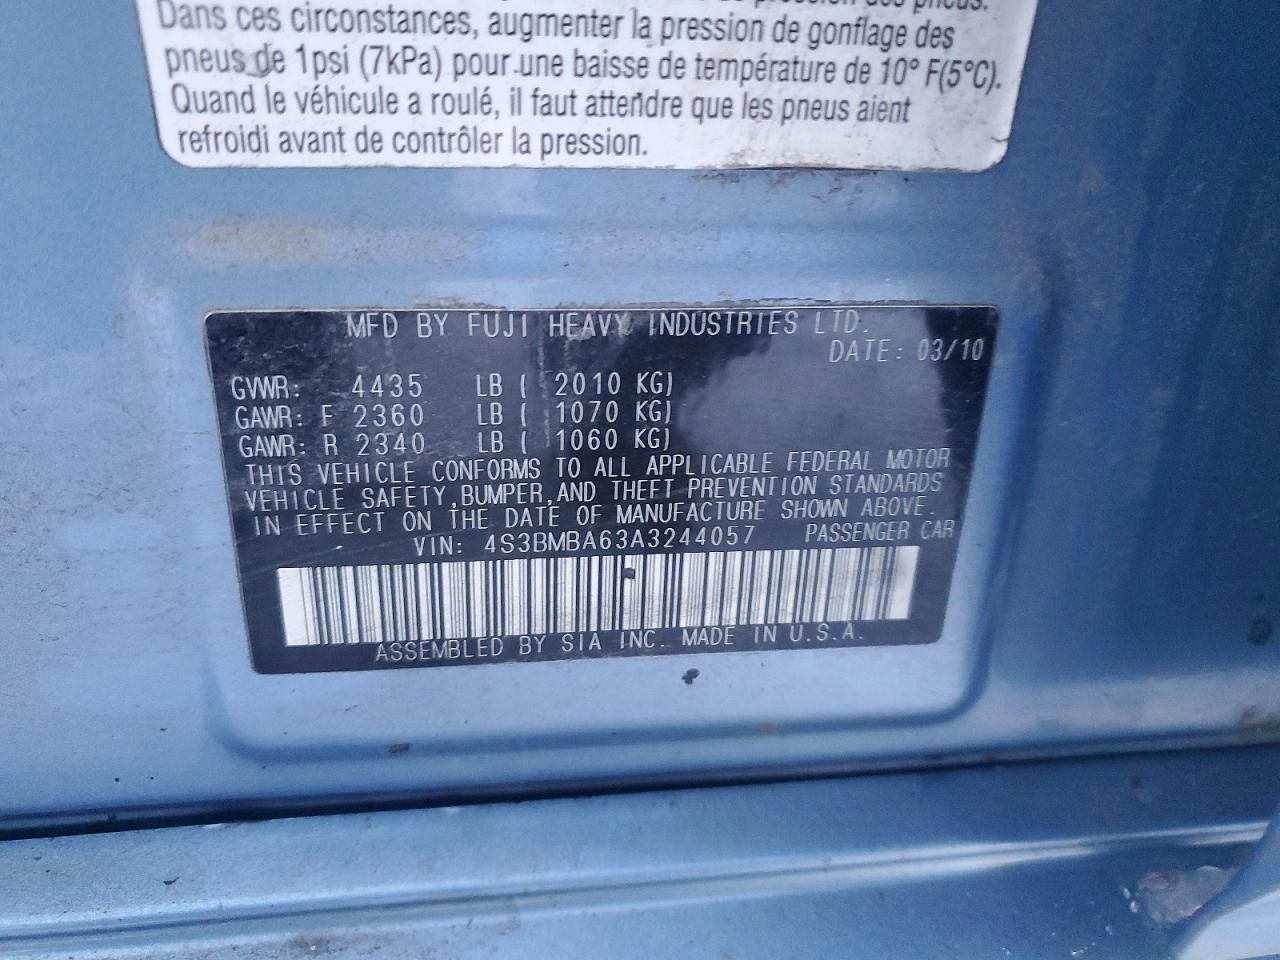 pression des pneus.
Dans ces circonstances, augmenter la pression de gonflage des
pneus de 1psi (7kPa) pour une baisse de température de 10° F(5°C).
Quand le véhicule a roulé, il faut attendre que les pneus aient
refroidi avant de contrôler la pression.
MFD BY FUJI HEAVY INDUSTRIES LTD.
DATE: 03/10
GVWR: 4435 LB ( 2010 KG)
GAWR: F 2360 LB ( 1070 KG)
GAWR: R 2340 LB ( 1060 KG)
THIS VEHICLE CONFORMS TO ALL APPLICABLE FEDERAL MOTOR
VEHICLE SAFETY,BUMPER,AND THEFT PREVENTION STANDARDS
IN EFFECT ON THE DATE OF MANUFACTURE SHOWN ABOVE.
VIN: 4S3BMBA63A3244057 PASSENGER CAR
ASSEMBLED BY SIA INC. MADE IN U.S.A.